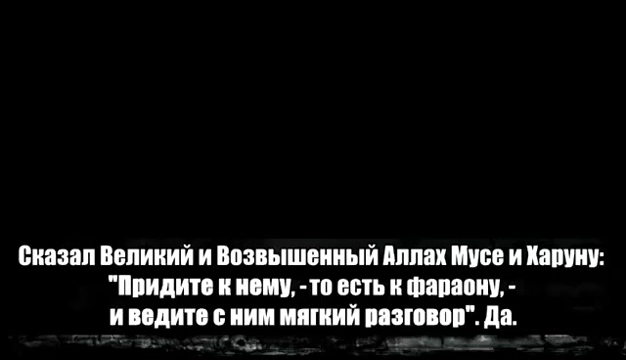 Сказал Великий и Возвышенный Аллах Мусе и Харуну:
"Придите к нему, - то есть к фараону, -
и ведите с ним мягкий разговор". Да.